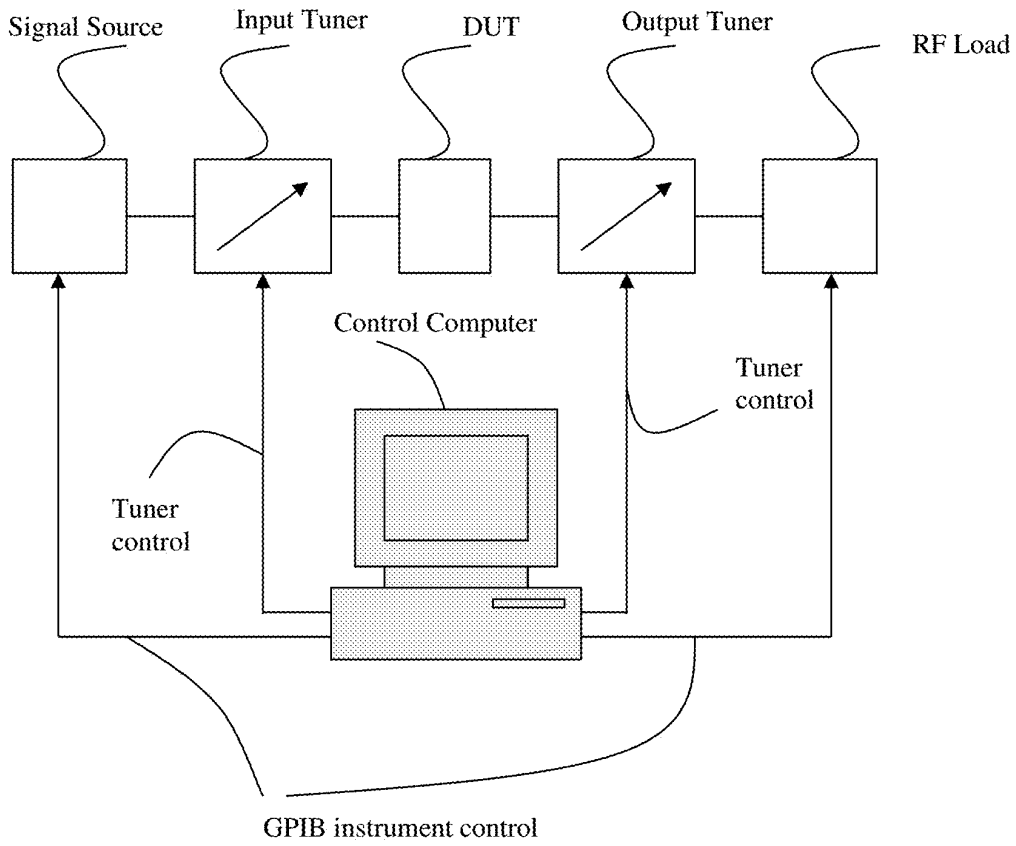 Signal Source
Input Tuner
DUT
Output Tuner
RF Load
Control Computer
Tuner
control
Tuner
control
GPIB instrument control